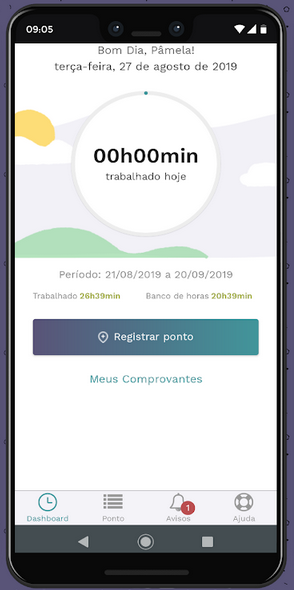 09:05
Bom Dia, Pâmela!
terça-feira, 27 de agosto de 2019
00h00min
trabalhado hoje
Período: 21/08/2019 a 20/09/2019
Trabalhado 26h39min Banco de horas 20h39min
Registrar ponto
Meus Comprovantes
1
Dashboard Ponto Avisos Ajuda